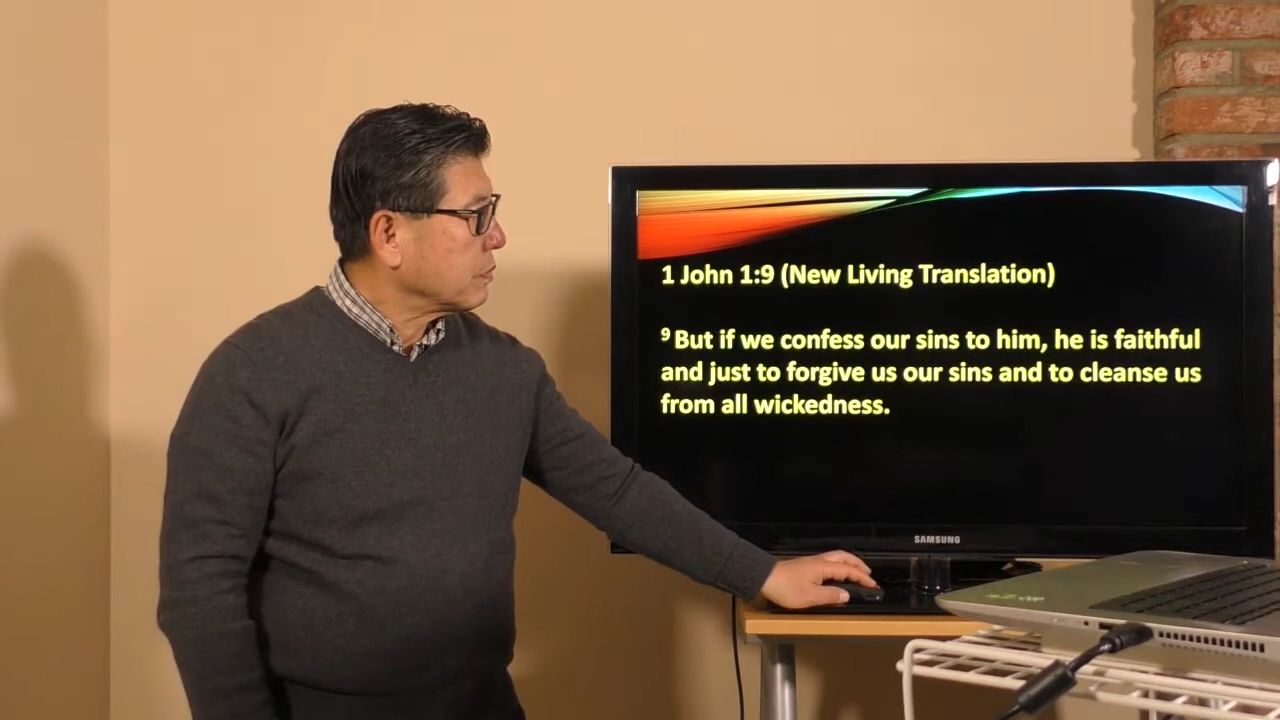 1 John 1:9 (New Living Translation)
9 But if we confess our sins to him, he is faithful
and just to forgive us our sins and to cleanse us
from all wickedness.
SAMSUNG